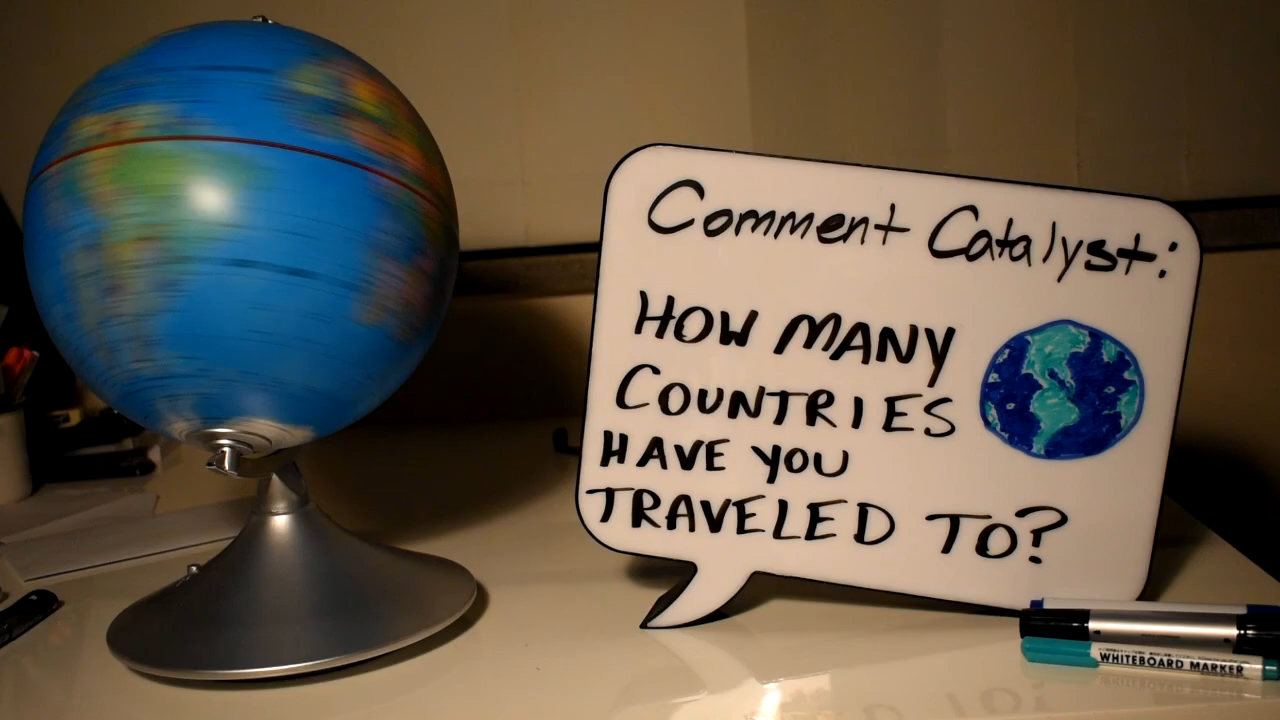 Comment Catalyst:
HOW MANY
COUNTRIES
HAVE YOU
TRAVELED TO?
WHITEBOARD MARKER